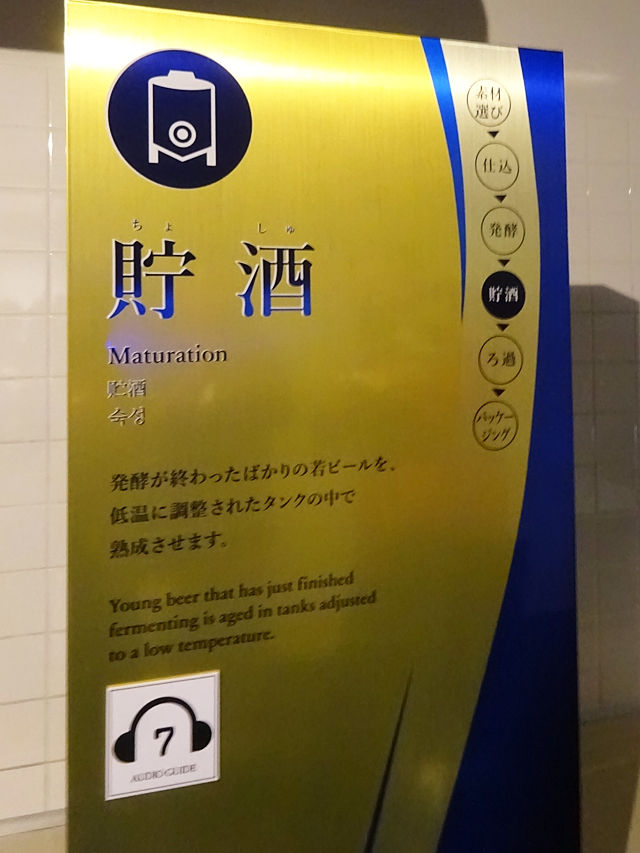 ちょ しゅ
貯酒
Maturation
贮酒
숙성
発酵が終わったばかりの若ビールを、
低温に調整されたタンクの中で
熟成させます。
Young beer that has just finished
fermenting is aged in tanks adjusted
to a low temperature.
7
AUDIO GUIDE
素材
選び
仕込
発酵
貯酒
ろ過
パッケー
ジング